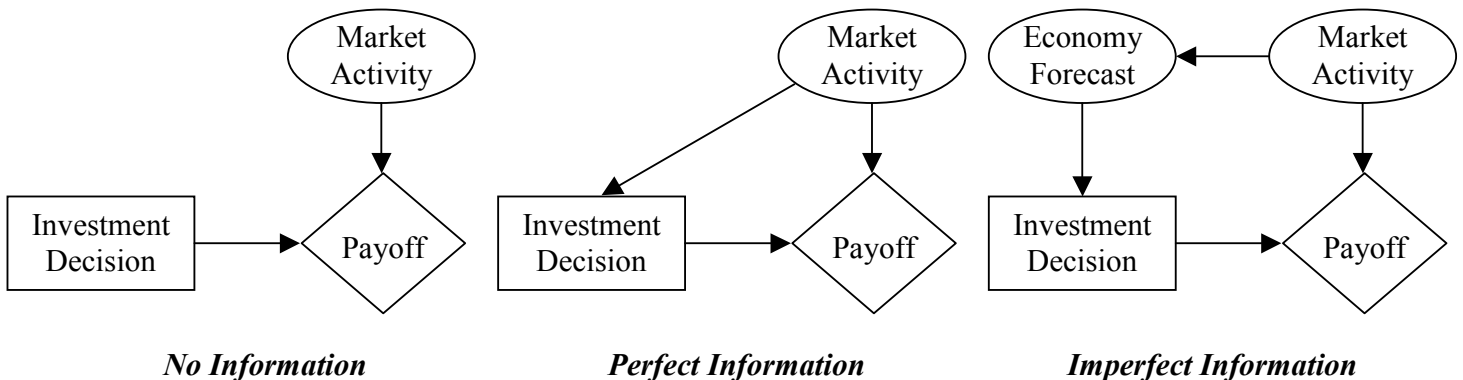 Market
Activity
Investment
Decision
Payoff
No Information
Market
Activity
Investment
Decision
Payoff
Perfect Information
Economy
Forecast
Market
Activity
Investment
Decision
Payoff
Imperfect Information